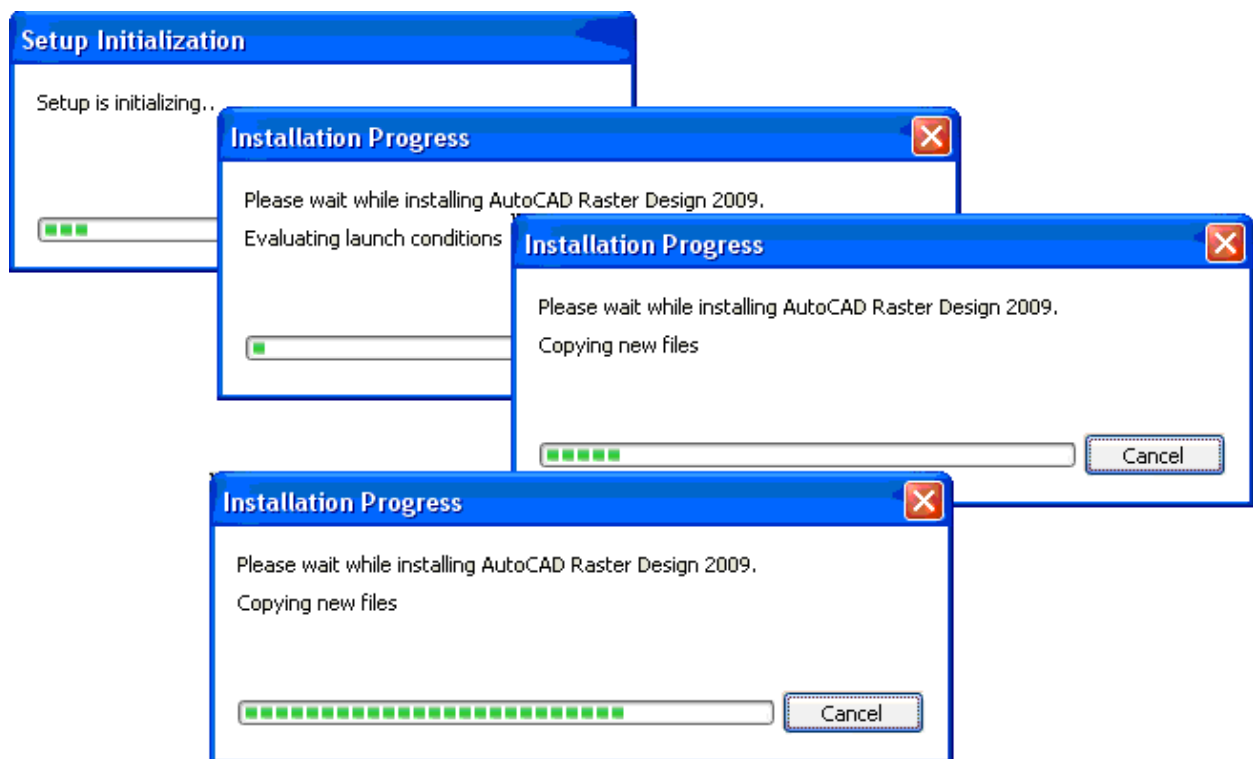 Setup Initialization
Setup is initializing..
Installation Progress
Please wait while installing AutoCAD Raster Design 2009.
Evaluating launch conditions
Installation Progress
Please wait while installing AutoCAD Raster Design 2009.
Copying new files
Cancel
Installation Progress
Please wait while installing AutoCAD Raster Design 2009.
Copying new files
Cancel